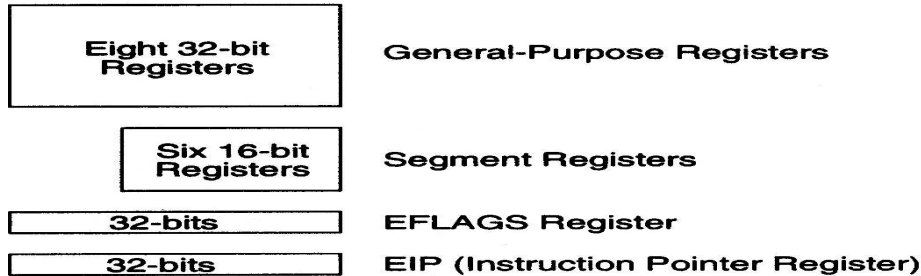 Eight 32-bit
Registers
General-Purpose Registers
Six 16-bit
Registers
Segment Registers
32-bits
EFLAGS Register
32-bits
EIP (Instruction Pointer Register)